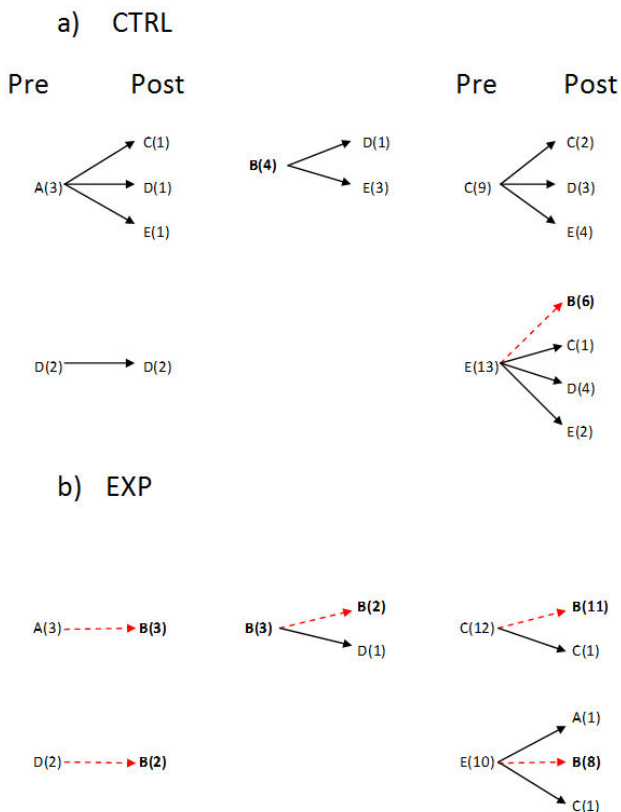 a) CTRL
Pre Post Pre Post
A(3)
C(1)
D(1)
E(1)
B(4)
D(1)
E(3)
C(9)
C(2)
D(3)
E(4)
D(2)
D(2)
E(13)
B(6)
C(1)
D(4)
E(2)
b) EXP
A(3)
B(3)
B(3)
B(2)
D(1)
C(12)
B(11)
C(1)
D(2)
B(2)
E(10)
A(1)
B(8)
C(1)